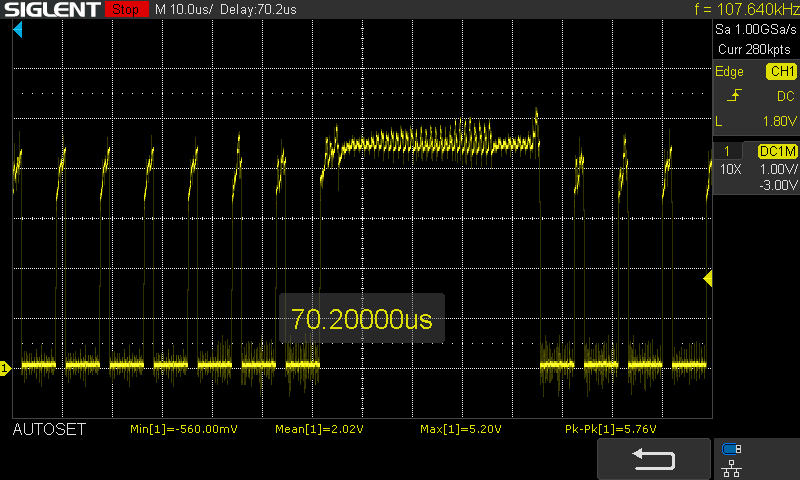 SIGLENT Stop M 10.0us/ Delay:70.2us f = 107.640kHz
Sa 1.00GSa/s
Curr 280kpts
Edge CH1
DC
L 1.80V
1 DC1M
10X 1.00V/
-3.00V
70.20000us
1
AUTOSET Min[1]=-560.00mV Mean[1]=2.02V Max[1]=5.20V Pk-Pk[1]=5.76V